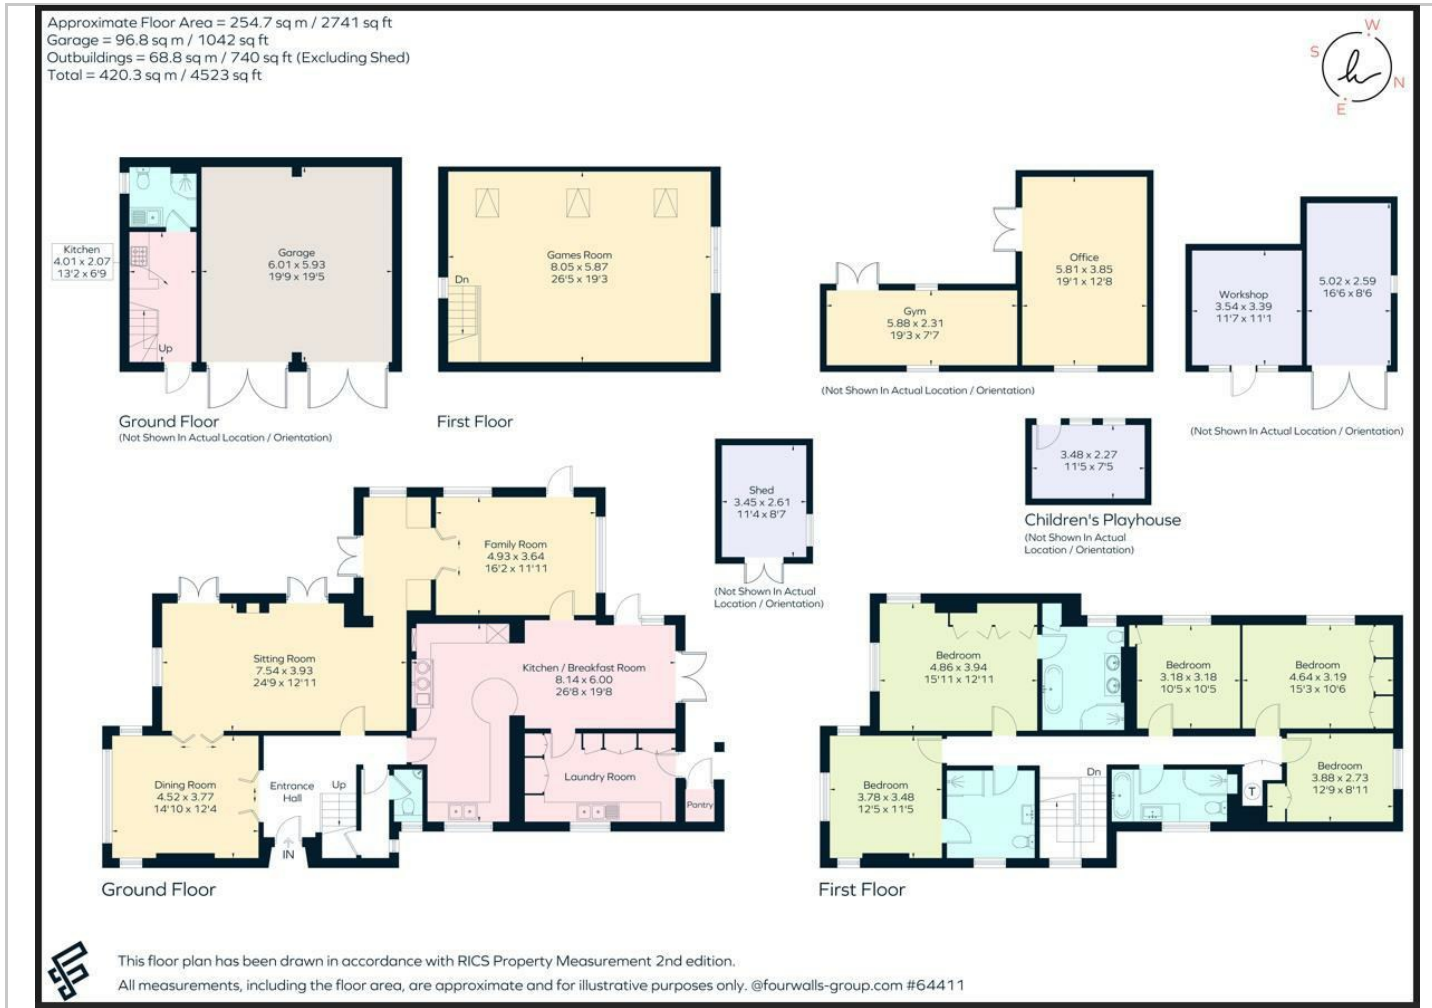 Approximate Floor Area = 254.7 sq m / 2741 sq ft
Garage = 96.8 sq m / 1042 sq ft
Outbuildings = 68.8 sq m / 740 sq ft (Excluding Shed)
Total = 420.3 sq m / 4523 sq ft
W
S
N
E
Kitchen
4.01 x 2.07
13'2 x 6'9
Up
Garage
6.01 x 5.93
19'9 x 19'5
Ground Floor
(Not Shown In Actual Location / Orientation)
Games Room
8.05 x 5.87
26'5 x 19'3
Dn
First Floor
Gym
5.88 x 2.31
19'3 x 7'7
Office
5.81 x 3.85
19'1 x 12'8
(Not Shown In Actual Location / Orientation)
Workshop
3.54 x 3.39
11'7 x 11'1
5.02 x 2.59
16'6 x 8'6
(Not Shown In Actual Location / Orientation)
Shed
3.45 x 2.61
11'4 x 8'7
(Not Shown In Actual
Location / Orientation)
3.48 x 2.27
11'5 x 7'5
Children's Playhouse
(Not Shown In Actual
Location / Orientation)
Family Room
4.93 x 3.64
16'2 x 11'11
Sitting Room
7.54 x 3.93
24'9 x 12'11
Kitchen / Breakfast Room
8.14 x 6.00
26'8 x 19'8
Dining Room
4.52 x 3.77
14'10 x 12'4
Entrance
Hall
Up
IN
Laundry Room
Pantry
Ground Floor
Bedroom
4.86 x 3.94
15'11 x 12'11
Bedroom
3.18 x 3.18
10'5 x 10'5
Bedroom
4.64 x 3.19
15'3 x 10'6
Bedroom
3.78 x 3.48
12'5 x 11'5
Dn
T
Bedroom
3.88 x 2.73
12'9 x 8'11
First Floor
This floor plan has been drawn in accordance with RICS Property Measurement 2nd edition.
All measurements, including the floor area, are approximate and for illustrative purposes only. @fourwalls-group.com #64411